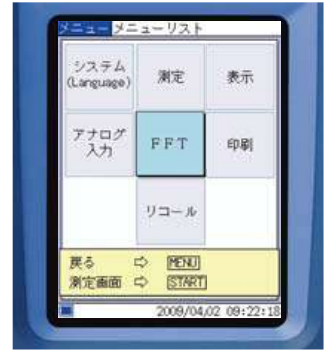 メニュー メニューリスト
システム
(Language)
測定
表示
アナログ
入力
FFT
印刷
リコール
戻る ⇨ MENU
測定画面 ⇨ START
2009/04/02 09:22:18